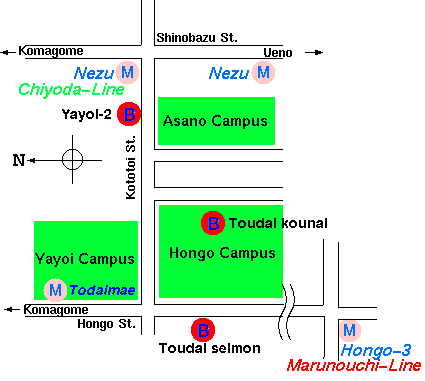 Shinobazu St.
Komagome
Ueno
Nezu M
Nezu M
Chiyoda-Line
Yayoi-2 B
Asano Campus
Kototoi St.
N
B Toudai kounai
Yayoi Campus
Hongo Campus
M Todaimae
Komagome
Hongo St.
B
Toudai seimon
M
Hongo-3
Marunouchi-Line